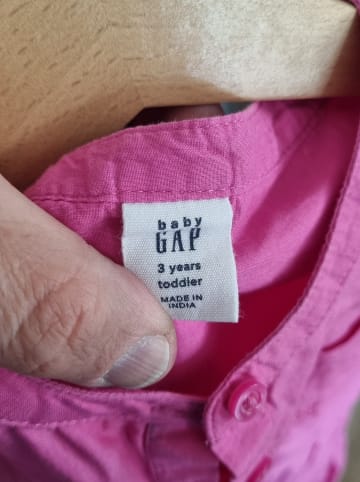 baby
GAP
3 years
toddler
MADE IN
INDIA